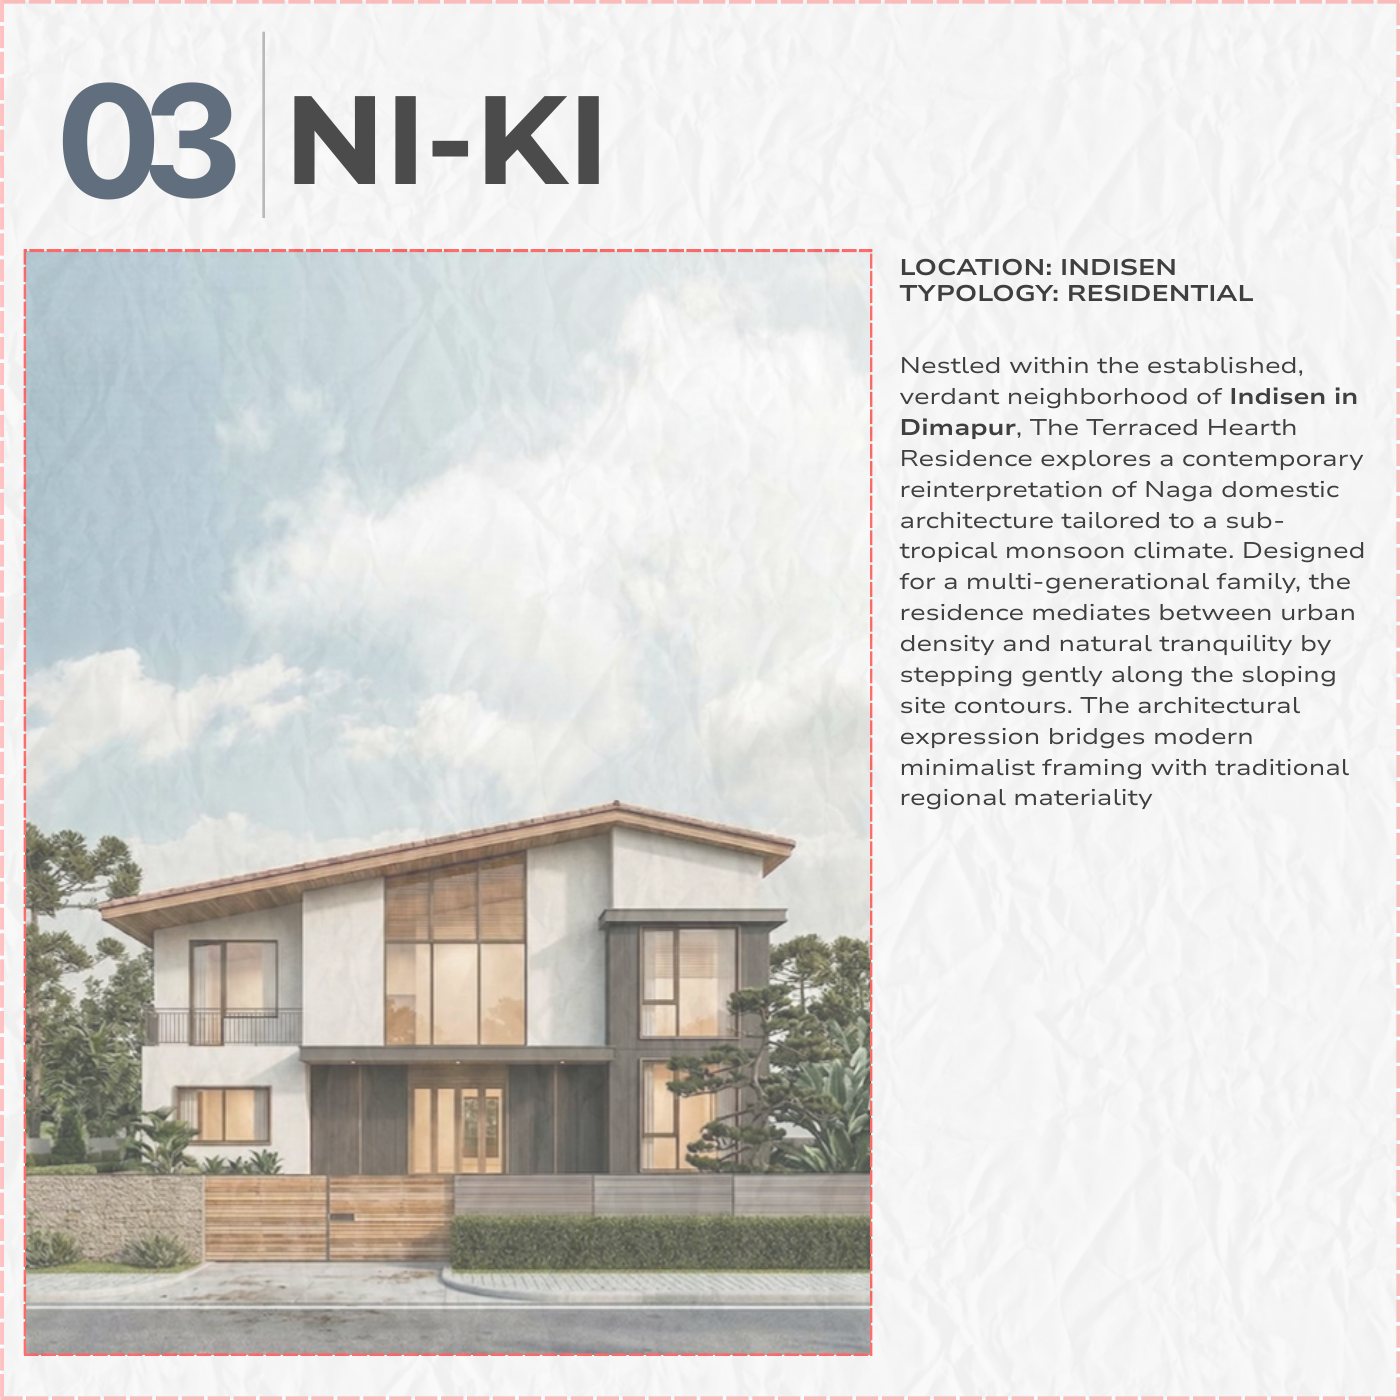 03
NI-KI
LOCATION: INDISEN
TYPOLOGY: RESIDENTIAL
Nestled within the established,
verdant neighborhood of Indisen in
Dimapur, The Terraced Hearth
Residence explores a contemporary
reinterpretation of Naga domestic
architecture tailored to a sub-
tropical monsoon climate. Designed
for a multi-generational family, the
residence mediates between urban
density and natural tranquility by
stepping gently along the sloping
site contours. The architectural
expression bridges modern
minimalist framing with traditional
regional materiality